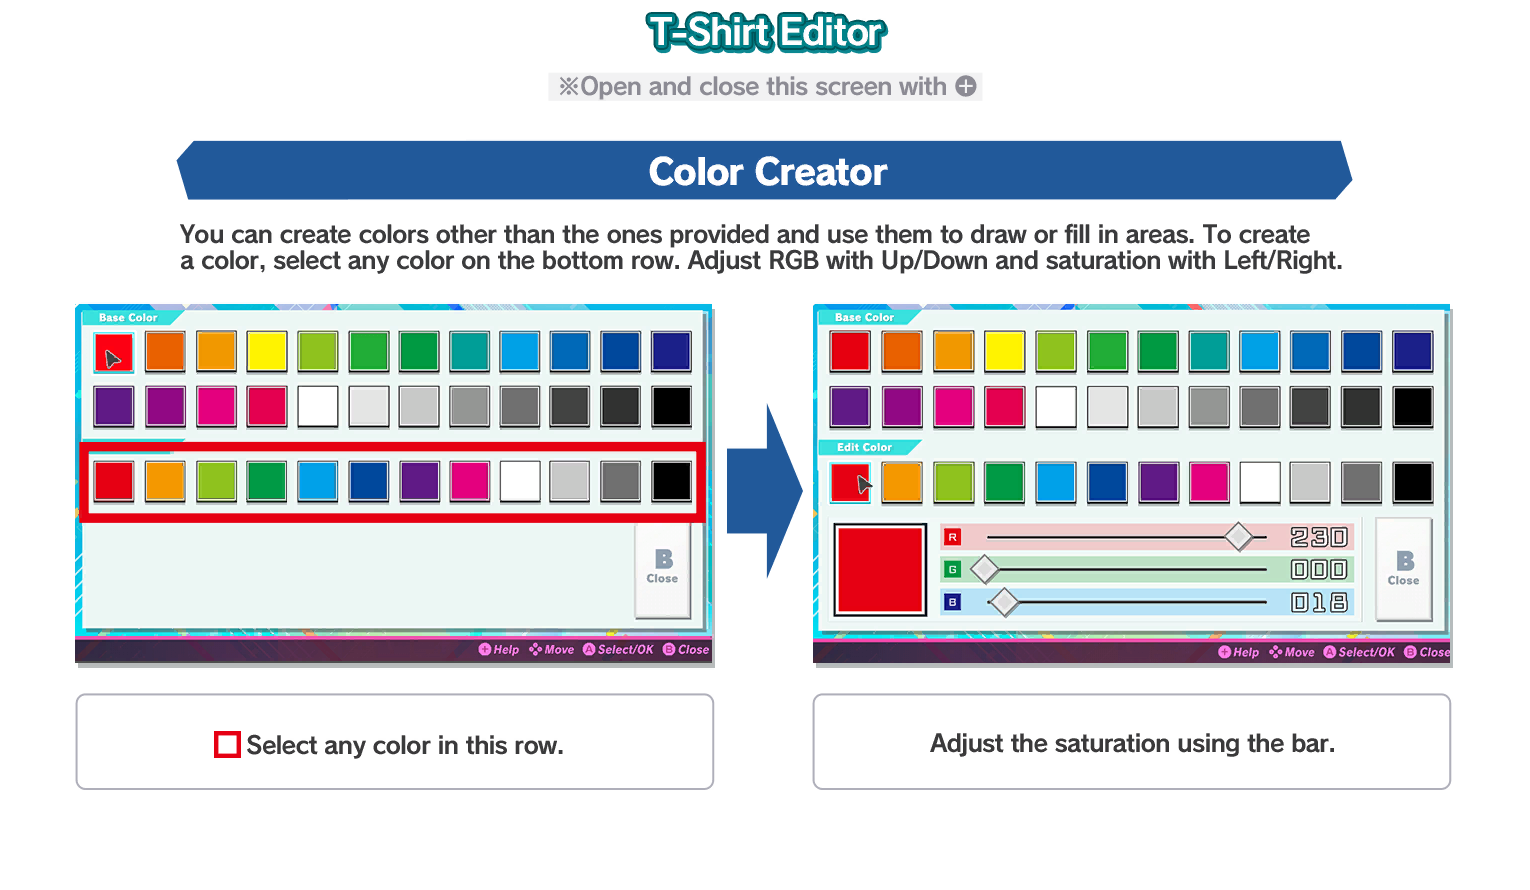 T-Shirt Editor
※Open and close this screen with +
Color Creator
You can create colors other than the ones provided and use them to draw or fill in areas. To create
a color, select any color on the bottom row. Adjust RGB with Up/Down and saturation with Left/Right.
Base Color
B
Close
+ Help Move A Select/OK B Close
Base Color
Edit Color
R 230
G 000
B 018
B
Close
+ Help Move A Select/OK B Close
Select any color in this row.
Adjust the saturation using the bar.